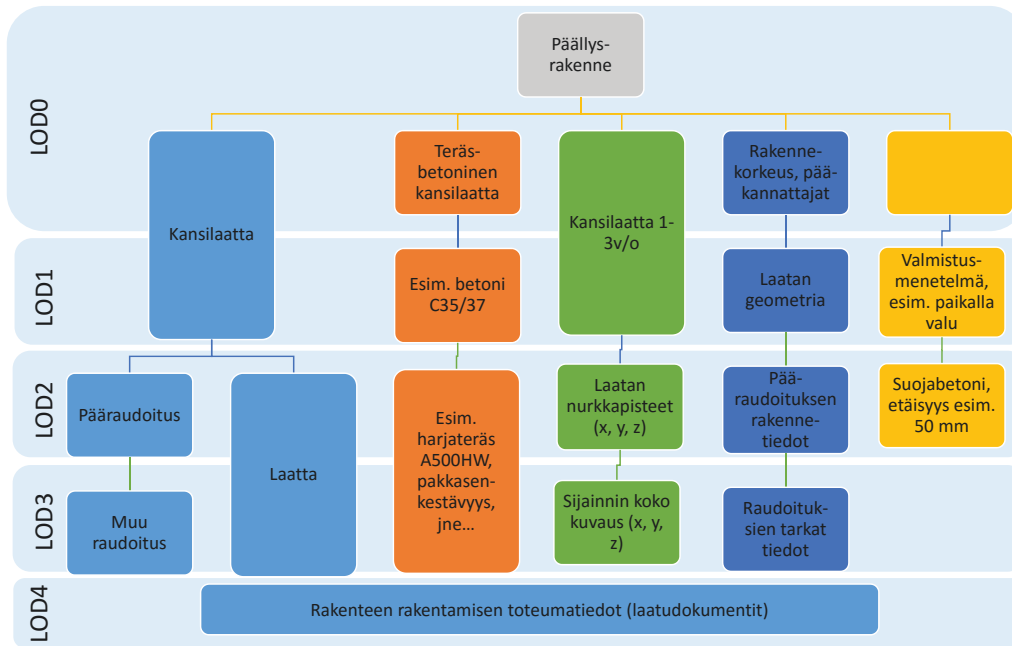 LOD0
Päällys-
rakenne
Kansilaatta
Teräs-
betoninen
kansilaatta
Kansilaatta 1-
3v/o
Rakenne-
korkeus, pää-
kannattajat
LOD1
Esim. betoni
C35/37
Laatan
geometria
Valmistus-
menetelmä,
esim. paikalla
valu
LOD2
Pääraudoitus
Laatta
Esim.
harjateräs
A500HW,
pakkasen-
kestävyys,
jne...
Laatan
nurkkapisteet
(x, y, z)
Pää-
raudoituksen
rakenne-
tiedot
Suojabetoni,
etäisyys esim.
50 mm
LOD3
Muu
raudoitus
Sijainnin koko
kuvaus (x, y,
z)
Raudoituk-
sien tarkat
tiedot
LOD4
Rakenteen rakentamisen toteumatiedot (laatudokumentit)